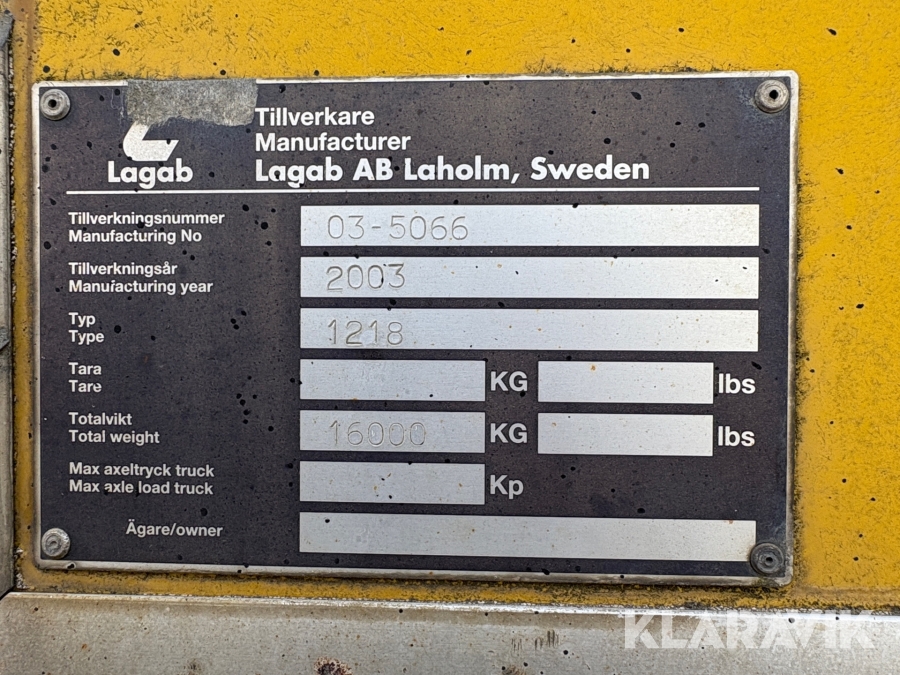 Lagab
Tillverkare
Manufacturer
Lagab AB Laholm, Sweden
Tillverkningsnummer
Manufacturing No
03-5066
Tillverkningsår
Manufacturing year
2003
Typ
Type
1218
Tara
Tare
KG
lbs
Totalvikt
Total weight
16000
KG
lbs
Max axeltryck truck
Max axle load truck
Kp
Ägare/owner
KLARAVIK